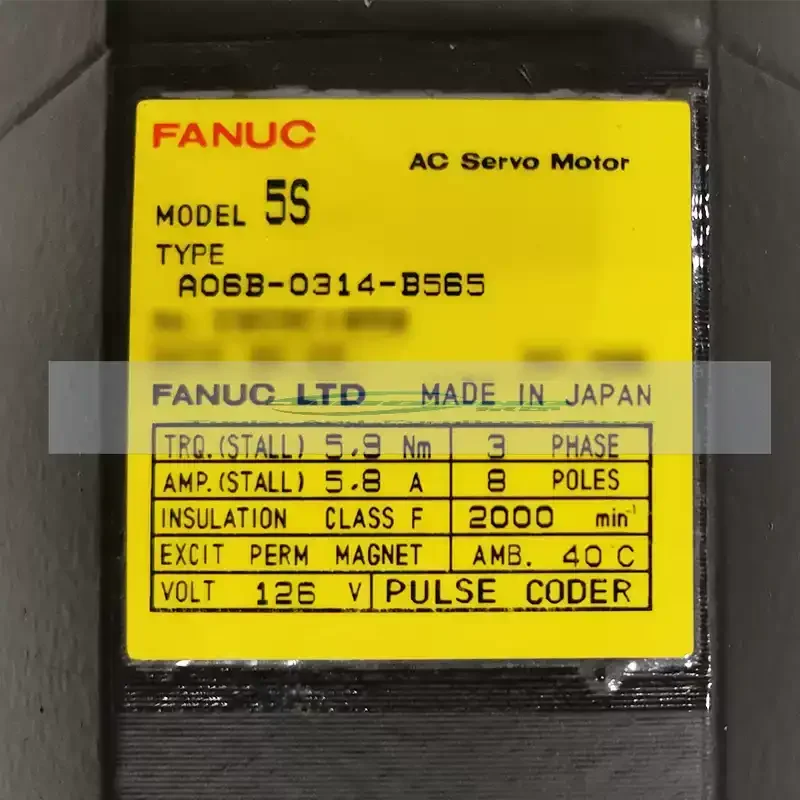 FANUC
AC Servo Motor
MODEL 5S
TYPE
A06B-0314-B565
FANUC LTD MADE IN JAPAN
TRQ.(STALL) 5.9 Nm 3 PHASE
AMP.(STALL) 5.8 A 8 POLES
INSULATION CLASS F 2000 min⁻¹
EXCIT PERM MAGNET AMB. 40°C
VOLT 126 V PULSE CODER